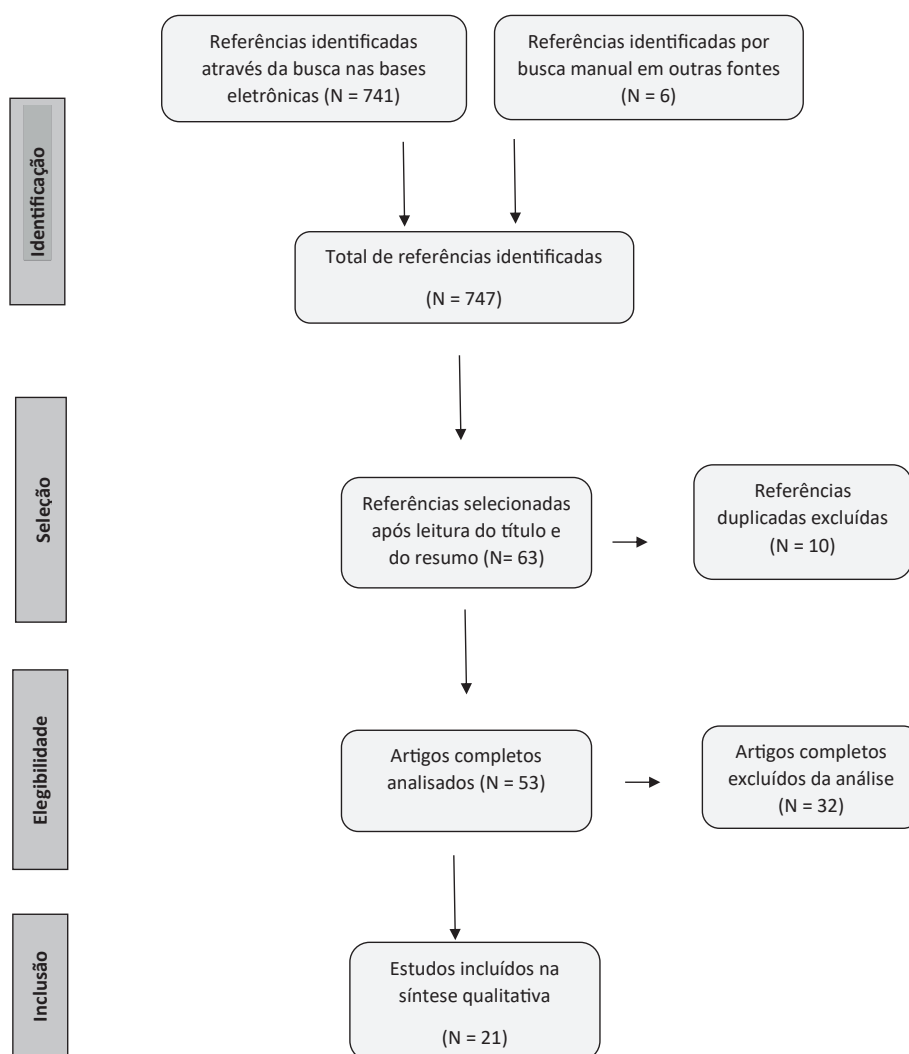 Referências identificadas
através da busca nas bases
eletrônicas (N = 741)
Referências identificadas por
busca manual em outras fontes
(N = 6)
Identificação
Total de referências identificadas
(N = 747)
Seleção
Referências selecionadas
após leitura do título e
do resumo (N= 63)
Referências
duplicadas excluídas
(N = 10)
Elegibilidade
Artigos completos
analisados (N = 53)
Artigos completos
excluídos da análise
(N = 32)
Inclusão
Estudos incluídos na
síntese qualitativa
(N = 21)